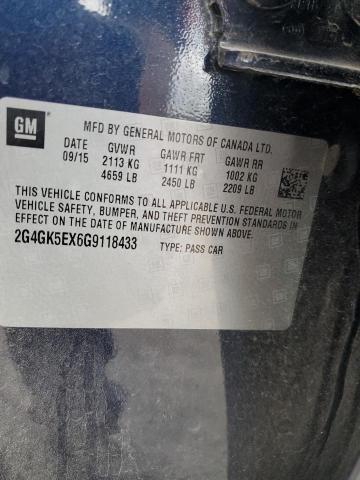 GM
MFD BY GENERAL MOTORS OF CANADA LTD.
DATE GVWR GAWR FRT GAWR RR
09/15 2113 KG 1111 KG 1002 KG
4659 LB 2450 LB 2209 LB
THIS VEHICLE CONFORMS TO ALL APPLICABLE U.S. FEDERAL MOTOR
VEHICLE SAFETY, BUMPER, AND THEFT PREVENTION STANDARDS IN
EFFECT ON THE DATE OF MANUFACTURE SHOWN ABOVE.
2G4GK5EX6G9118433 TYPE: PASS CAR